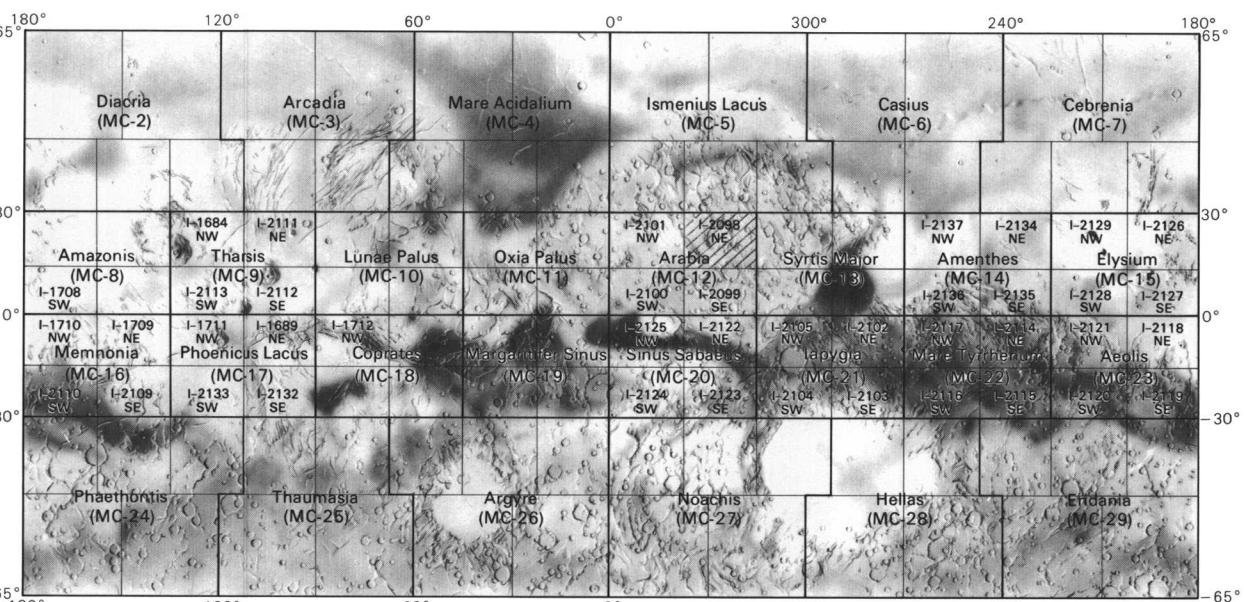 180° 120° 60° 0° 300° 240° 180°
65° 65°
Diacria Arcadia Mare Acidalium Ismenius Lacus Casius Cebrenia
(MC-2) (MC-3) (MC-4) (MC-5) (MC-6) (MC-7)
30° 30°
I-1684 I-2111 I-2101 I-2098 I-2137 I-2134 I-2129 I-2126
NW NE NW NE NW NE NW NE
Amazonis Tharsis Lunae Palus Oxia Palus Arabia Syrtis Major Amenthes Elysium
(MC-8) (MC-9) (MC-10) (MC-11) (MC-12) (MC-13) (MC-14) (MC-15)
I-1708 I-2113 I-2112 I-2100 I-2099 I-2136 I-2135 I-2128 I-2127
SW SW SE SW SE SW SE SW SE
0° 0°
I-1710 I-1709 I-1711 I-1689 I-1712 I-2125 I-2122 I-2105 I-2102 I-2117 I-2114 I-2121 I-2118
NW NE NW NE NW NW NE NW NE NW NE NW NE
Memnonia Phoenicus Lacus Coprates Margaritifer Sinus Sinus Sabaeus Iapygia Mare Tyrrhenum Aeolis
(MC-16) (MC-17) (MC-18) (MC-19) (MC-20) (MC-21) (MC-22) (MC-23)
I-2110 I-2109 I-2133 I-2132 I-2124 I-2123 I-2104 I-2103 I-2116 I-2115 I-2120 I-2119
SW SE SW SE SW SE SW SE SW SE SW SE
-30°
Phaethontis Thaumasia Argyre Noachis Hellas Eridania
(MC-24) (MC-25) (MC-26) (MC-27) (MC-28) (MC-29)
-65°